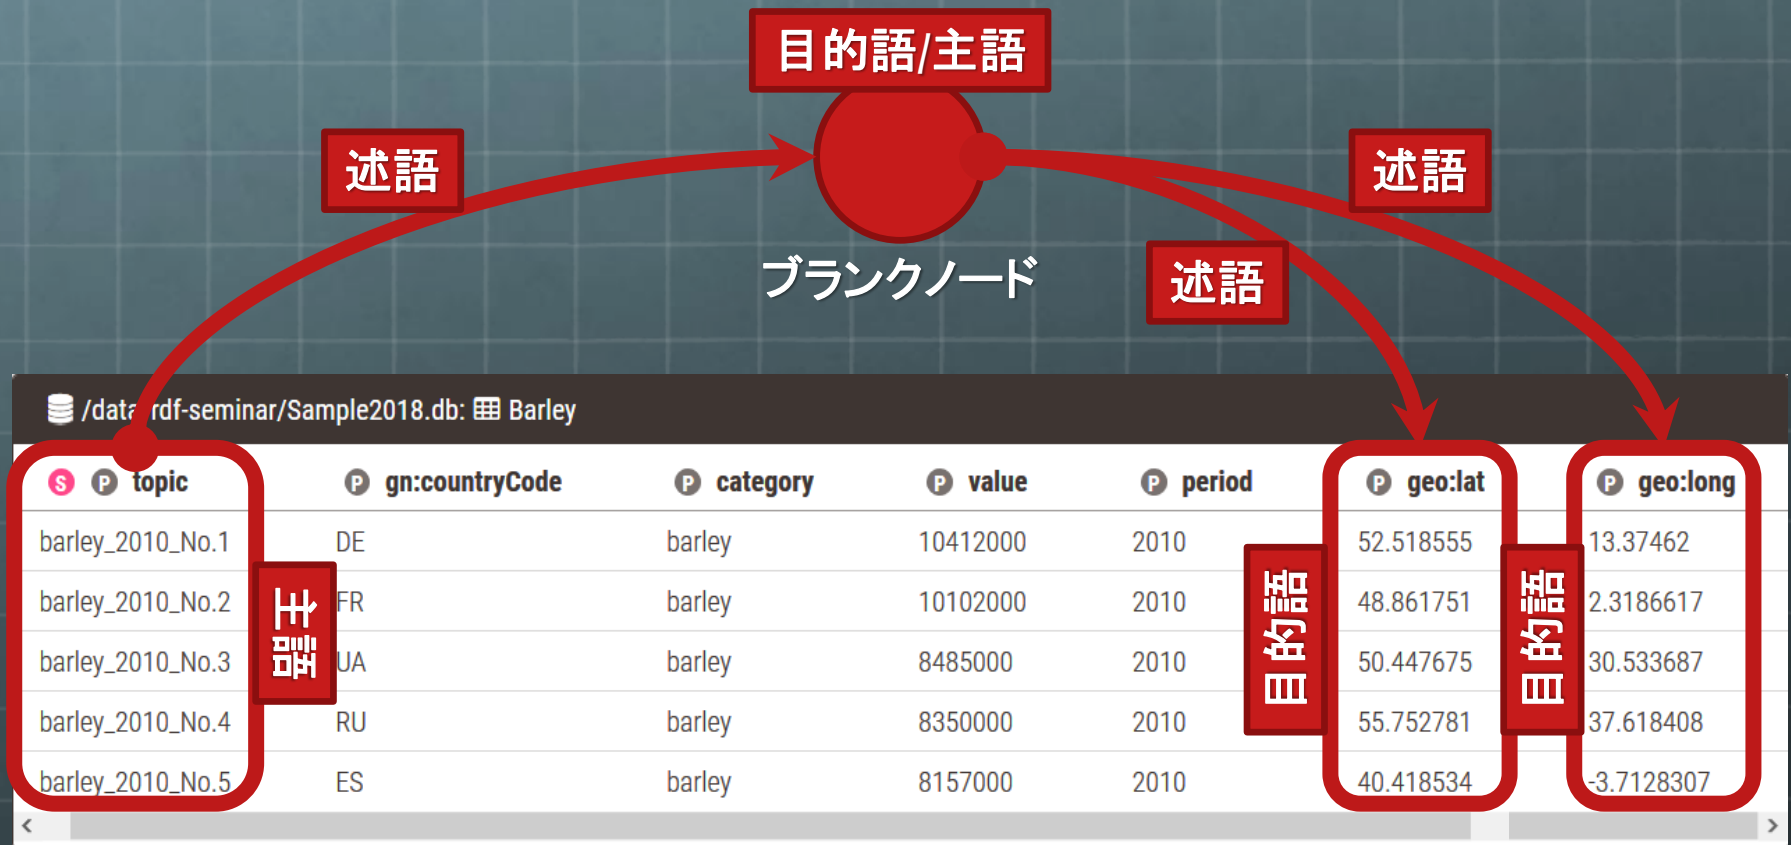 目的語/主語
述語
述語
述語
ブランクノード
/data/rdf-seminar/Sample2018.db: Barley
S P topic P gn:countryCode P category P value P period P geo:lat P geo:long
barley_2010_No.1 DE barley 10412000 2010 52.518555 13.37462
barley_2010_No.2 FR barley 10102000 2010 48.861751 2.3186617
barley_2010_No.3 UA barley 8485000 2010 50.447675 30.533687
barley_2010_No.4 RU barley 8350000 2010 55.752781 37.618408
barley_2010_No.5 ES barley 8157000 2010 40.418534 -3.7128307
主語
目的語
目的語